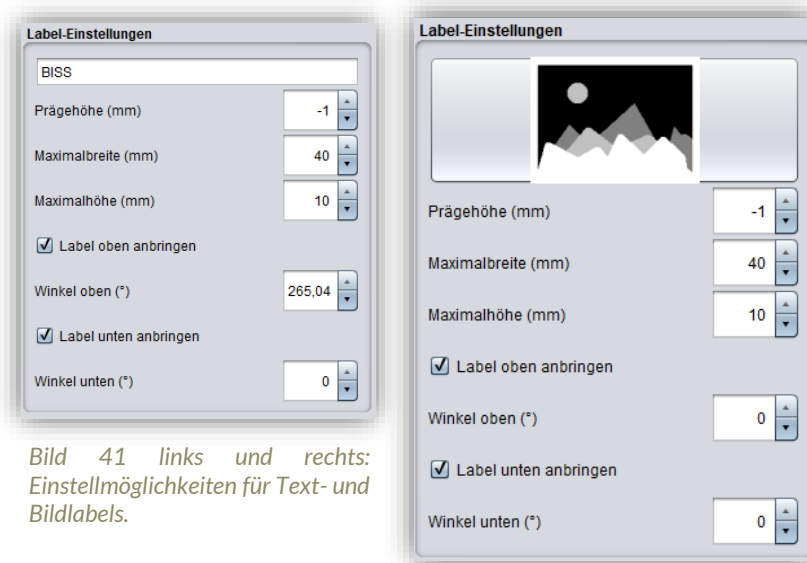 Label-Einstellungen
BISS
Prägehöhe (mm) -1
Maximalbreite (mm) 40
Maximalhöhe (mm) 10
Label oben anbringen
Winkel oben (°) 265,04
Label unten anbringen
Winkel unten (°) 0
Bild 41 links und rechts:
Einstellmöglichkeiten für Text- und
Bildlabels.
Label-Einstellungen
Prägehöhe (mm) -1
Maximalbreite (mm) 40
Maximalhöhe (mm) 10
Label oben anbringen
Winkel oben (°) 0
Label unten anbringen
Winkel unten (°) 0